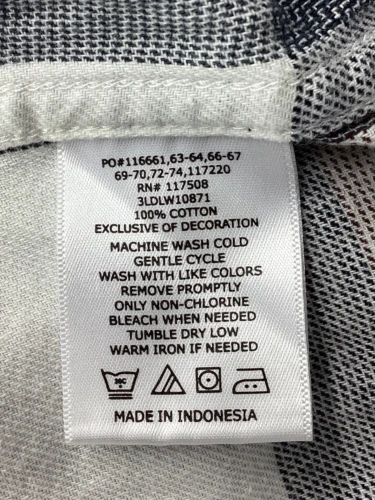 PO#116661,63-64,66-67
69-70,72-74,117220
RN# 117508
3LDLW10871
100% COTTON
EXCLUSIVE OF DECORATION
MACHINE WASH COLD
GENTLE CYCLE
WASH WITH LIKE COLORS
REMOVE PROMPTLY
ONLY NON-CHLORINE
BLEACH WHEN NEEDED
TUMBLE DRY LOW
WARM IRON IF NEEDED
MADE IN INDONESIA